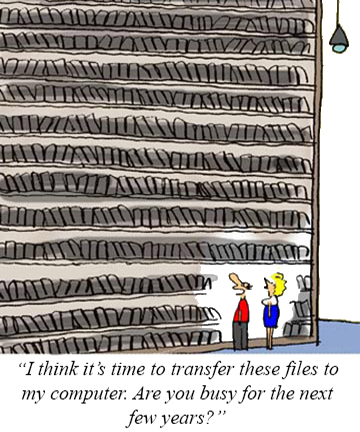 “I think it’s time to transfer these files to
my computer. Are you busy for the next
few years?”